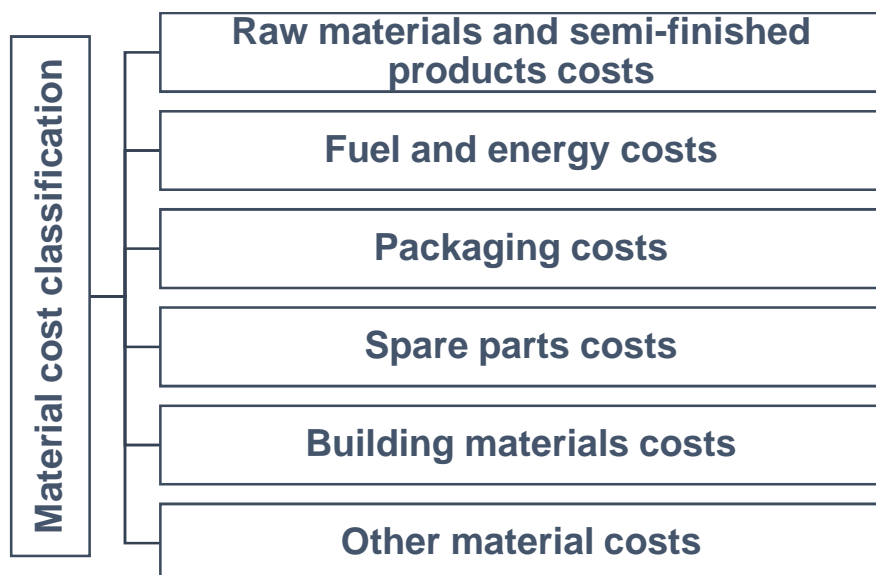 Material cost classification
Raw materials and semi-finished
products costs
Fuel and energy costs
Packaging costs
Spare parts costs
Building materials costs
Other material costs